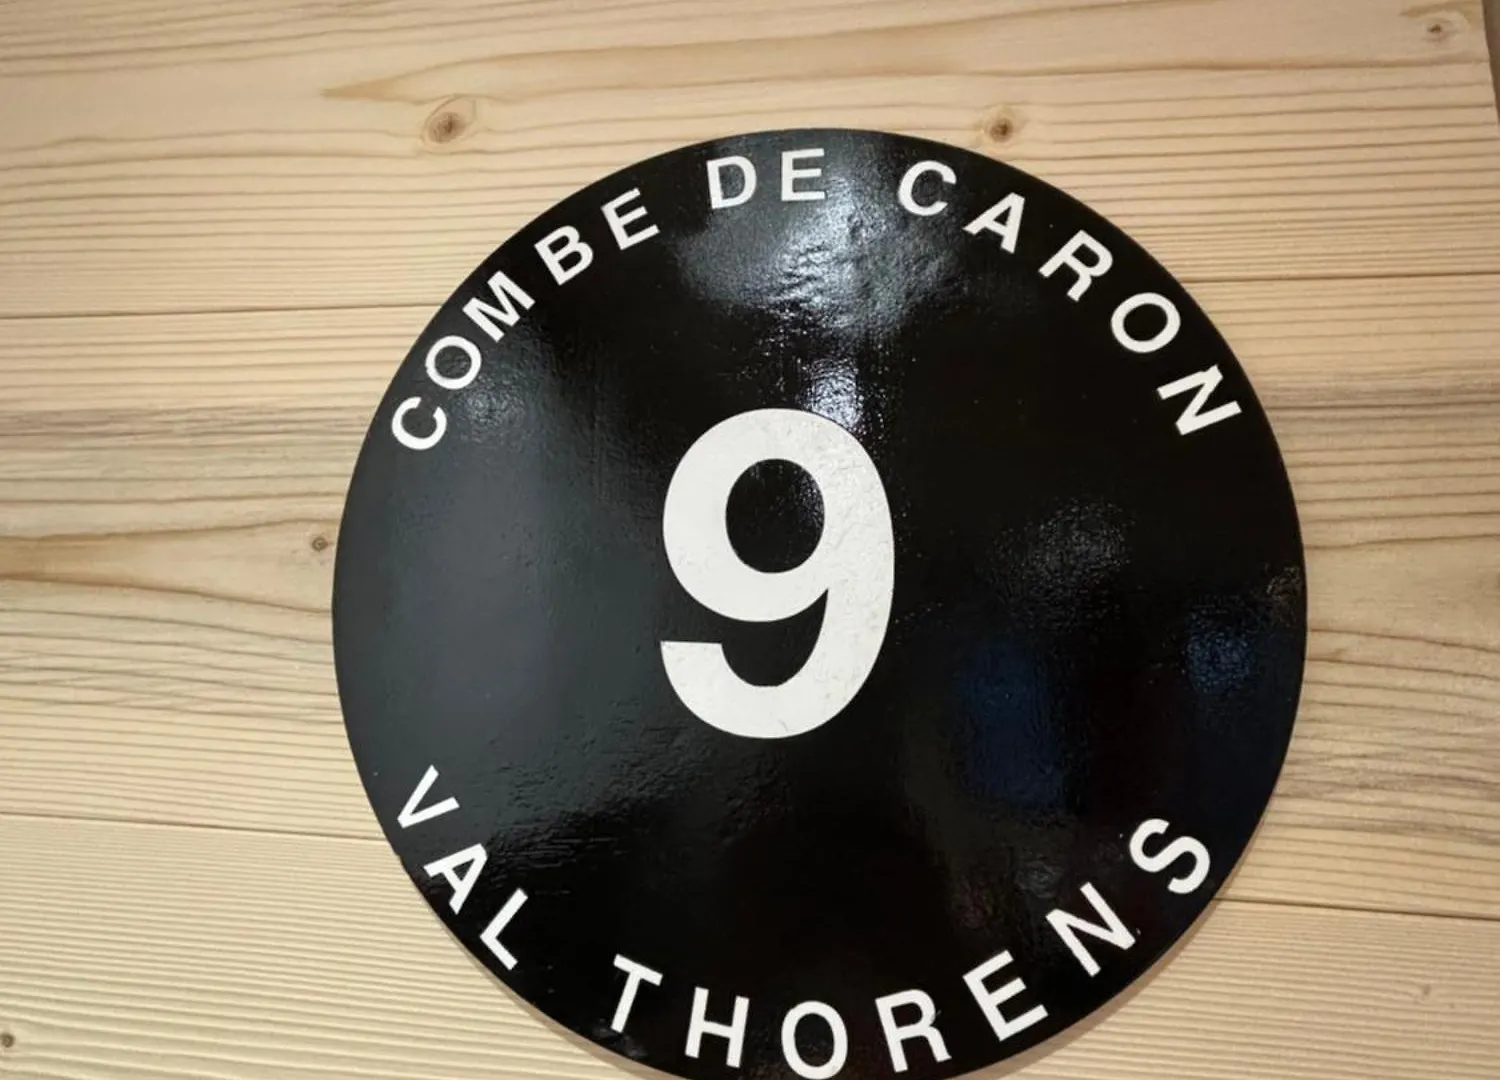 COMBE DE CARON
9
VAL THORENS